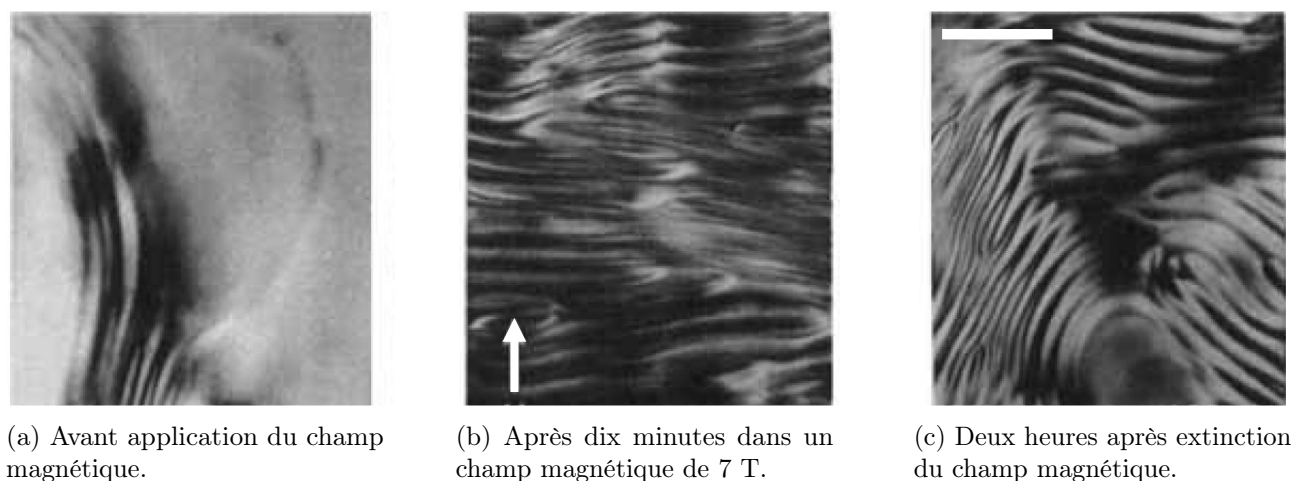 (a) Avant application du champ
magnétique.
(b) Après dix minutes dans un
champ magnétique de 7 T.
(c) Deux heures après extinction
du champ magnétique.